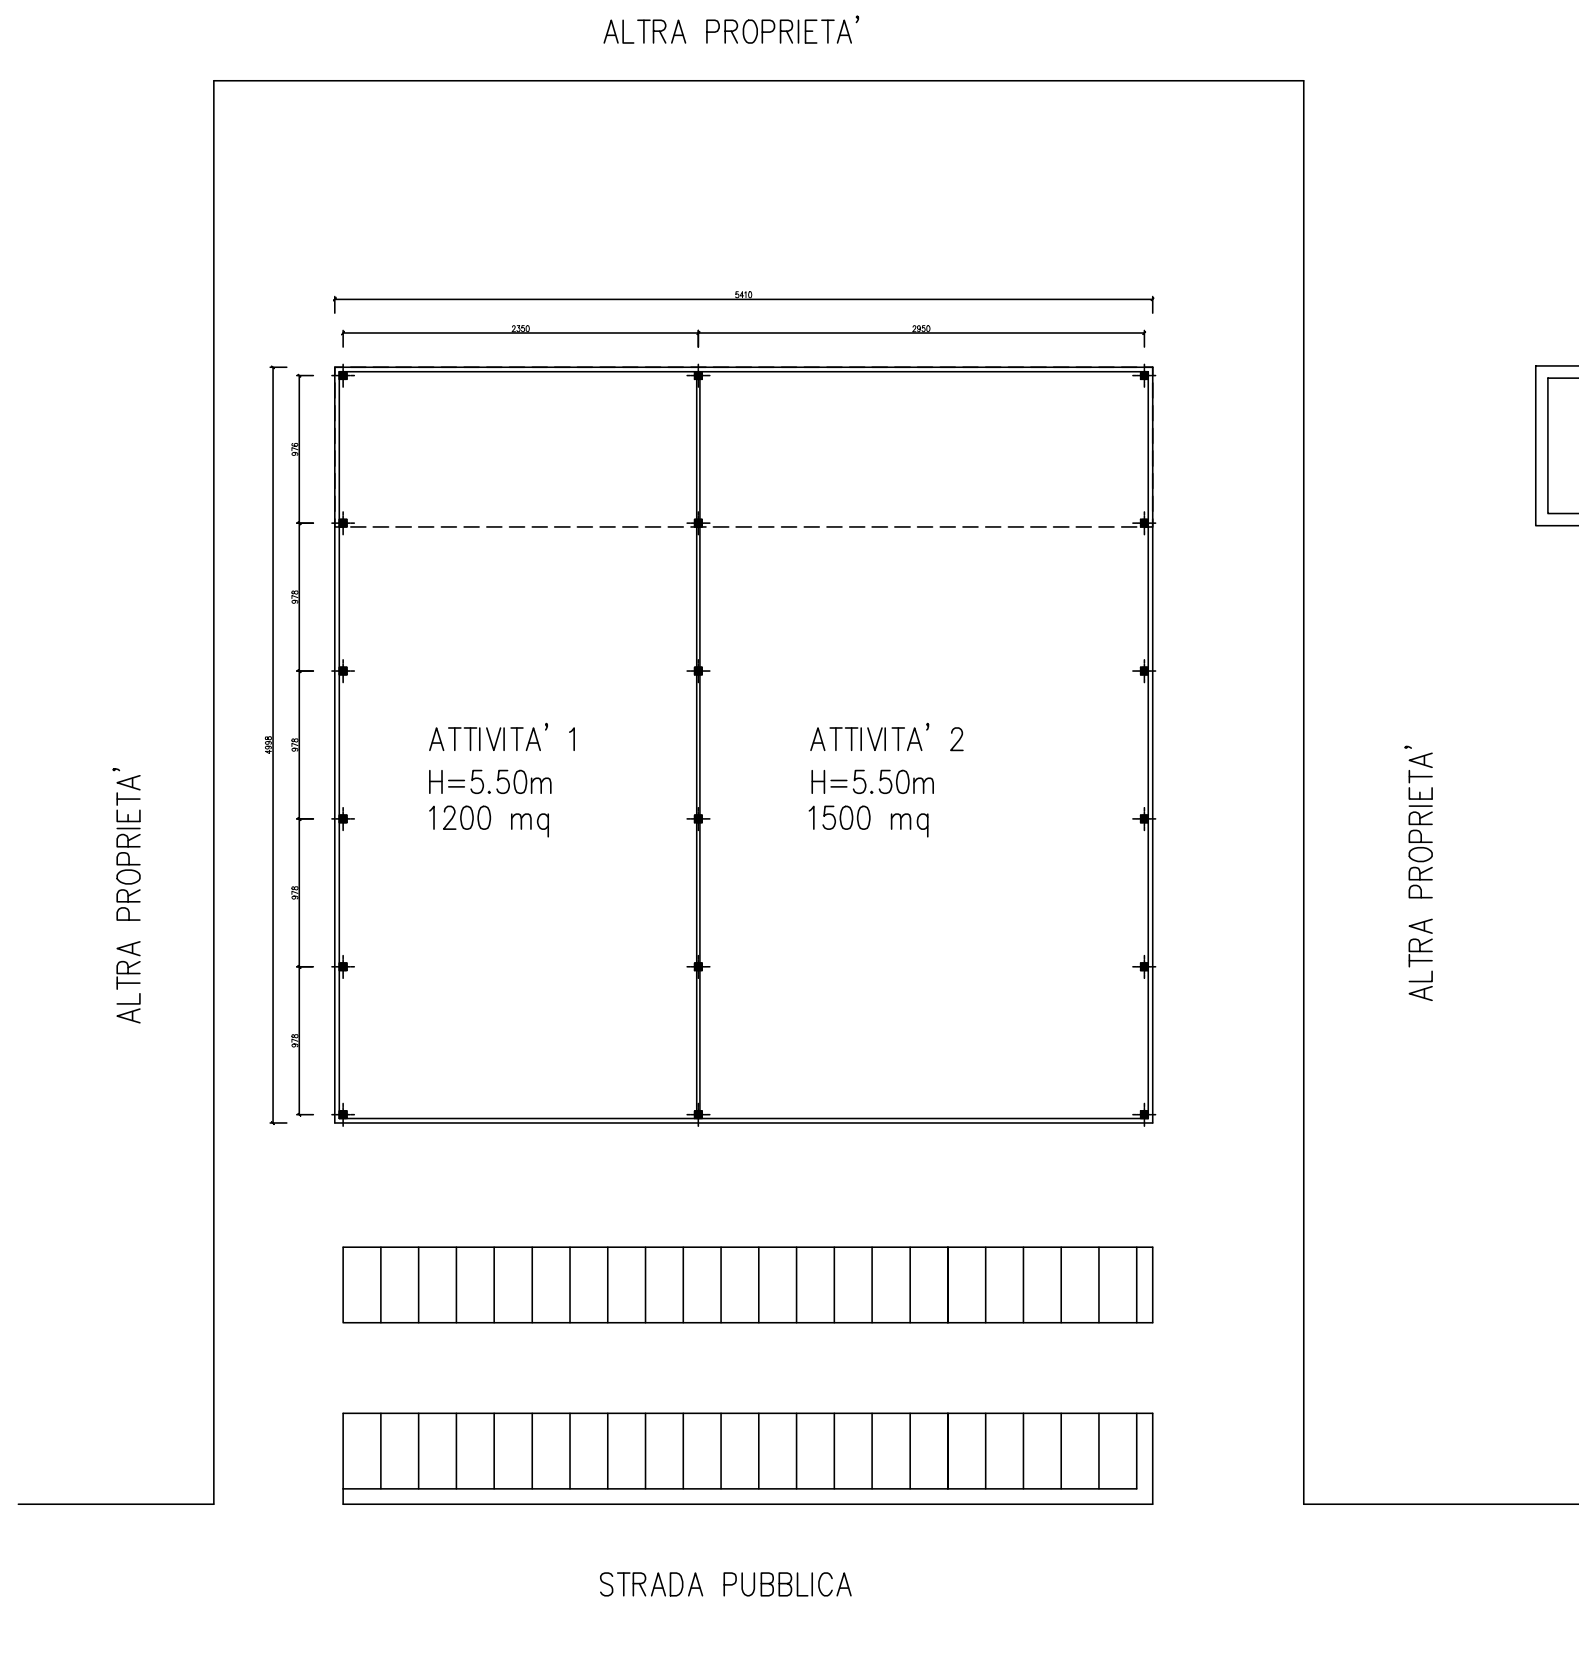 ALTRA PROPRIETA'
5410
2350
2950
976
978
4998
978
978
978
ATTIVITA' 1
H=5.50m
1200 mq
ATTIVITA' 2
H=5.50m
1500 mq
ALTRA PROPRIETA'
ALTRA PROPRIETA'
STRADA PUBBLICA